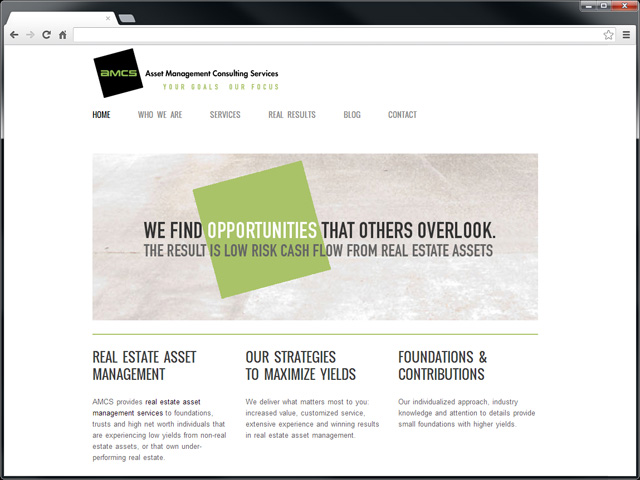 AMCS
Asset Management Consulting Services
YOUR GOALS OUR FOCUS
HOME WHO WE ARE SERVICES REAL RESULTS BLOG CONTACT
WE FIND OPPORTUNITIES THAT OTHERS OVERLOOK.
THE RESULT IS LOW RISK CASH FLOW FROM REAL ESTATE ASSETS
REAL ESTATE ASSET
MANAGEMENT
AMCS provides real estate asset
management services to foundations,
trusts and high net worth individuals that
are experiencing low yields from non-real
estate assets, or that own under-
performing real estate.
OUR STRATEGIES
TO MAXIMIZE YIELDS
We deliver what matters most to you:
increased value, customized service,
extensive experience and winning results
in real estate asset management.
FOUNDATIONS &
CONTRIBUTIONS
Our individualized approach, industry
knowledge and attention to details provide
small foundations with higher yields.